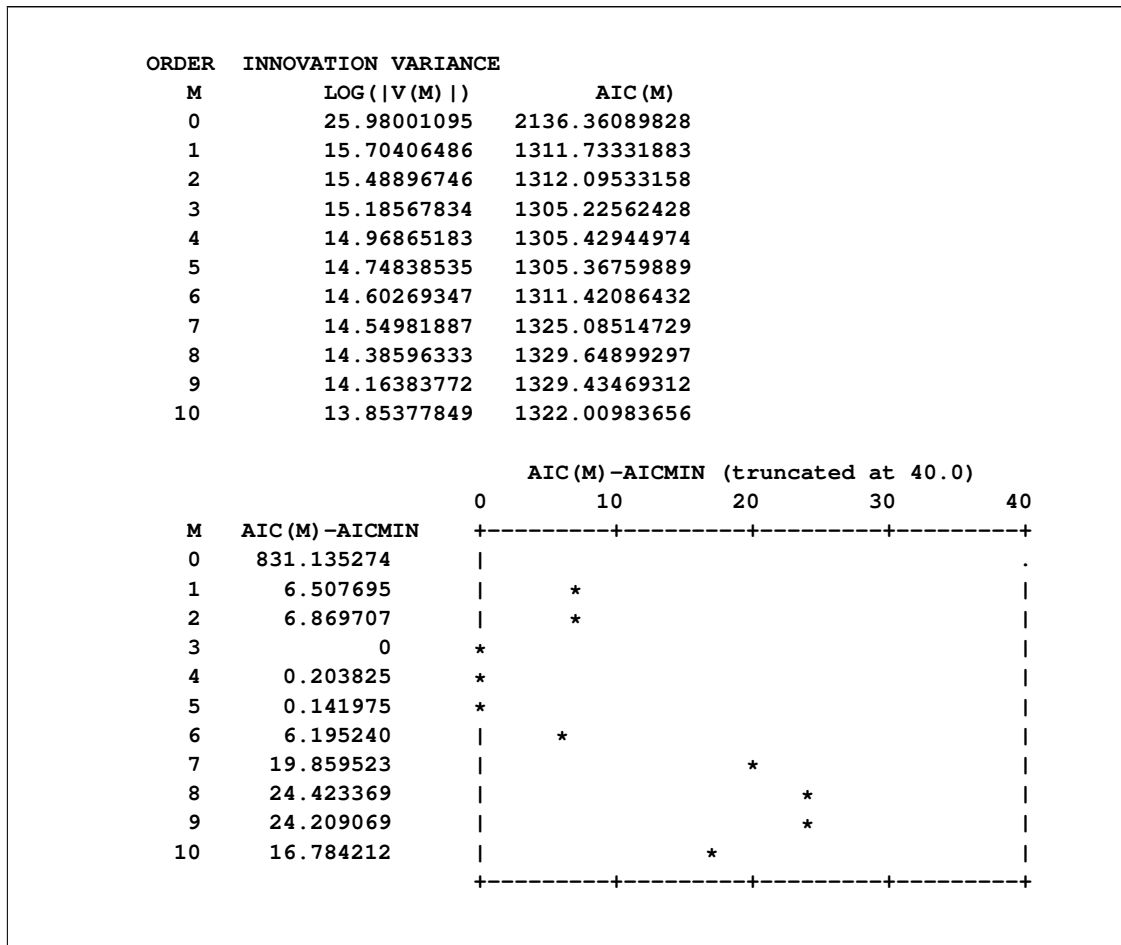 ORDER  INNOVATION VARIANCE
M  LOG(|V(M)|)  AIC(M)
0  25.98001095  2136.36089828
1  15.70406486  1311.73331883
2  15.48896746  1312.09533158
3  15.18567834  1305.22562428
4  14.96865183  1305.42944974
5  14.74838535  1305.36759889
6  14.60269347  1311.42086432
7  14.54981887  1325.08514729
8  14.38596333  1329.64899297
9  14.16383772  1329.43469312
10  13.85377849  1322.00983656
AIC(M)-AICMIN (truncated at 40.0)
0  10  20  30  40
M  AIC(M)-AICMIN  +---------+---------+---------+---------+
0  831.135274  |                                       .
1  6.507695  |      *                                |
2  6.869707  |      *                                |
3  0  *                                       |
4  0.203825  *                                       |
5  0.141975  *                                       |
6  6.195240  |     *                                 |
7  19.859523  |                   *                   |
8  24.423369  |                       *               |
9  24.209069  |                       *               |
10  16.784212  |                *                      |
+---------+---------+---------+---------+